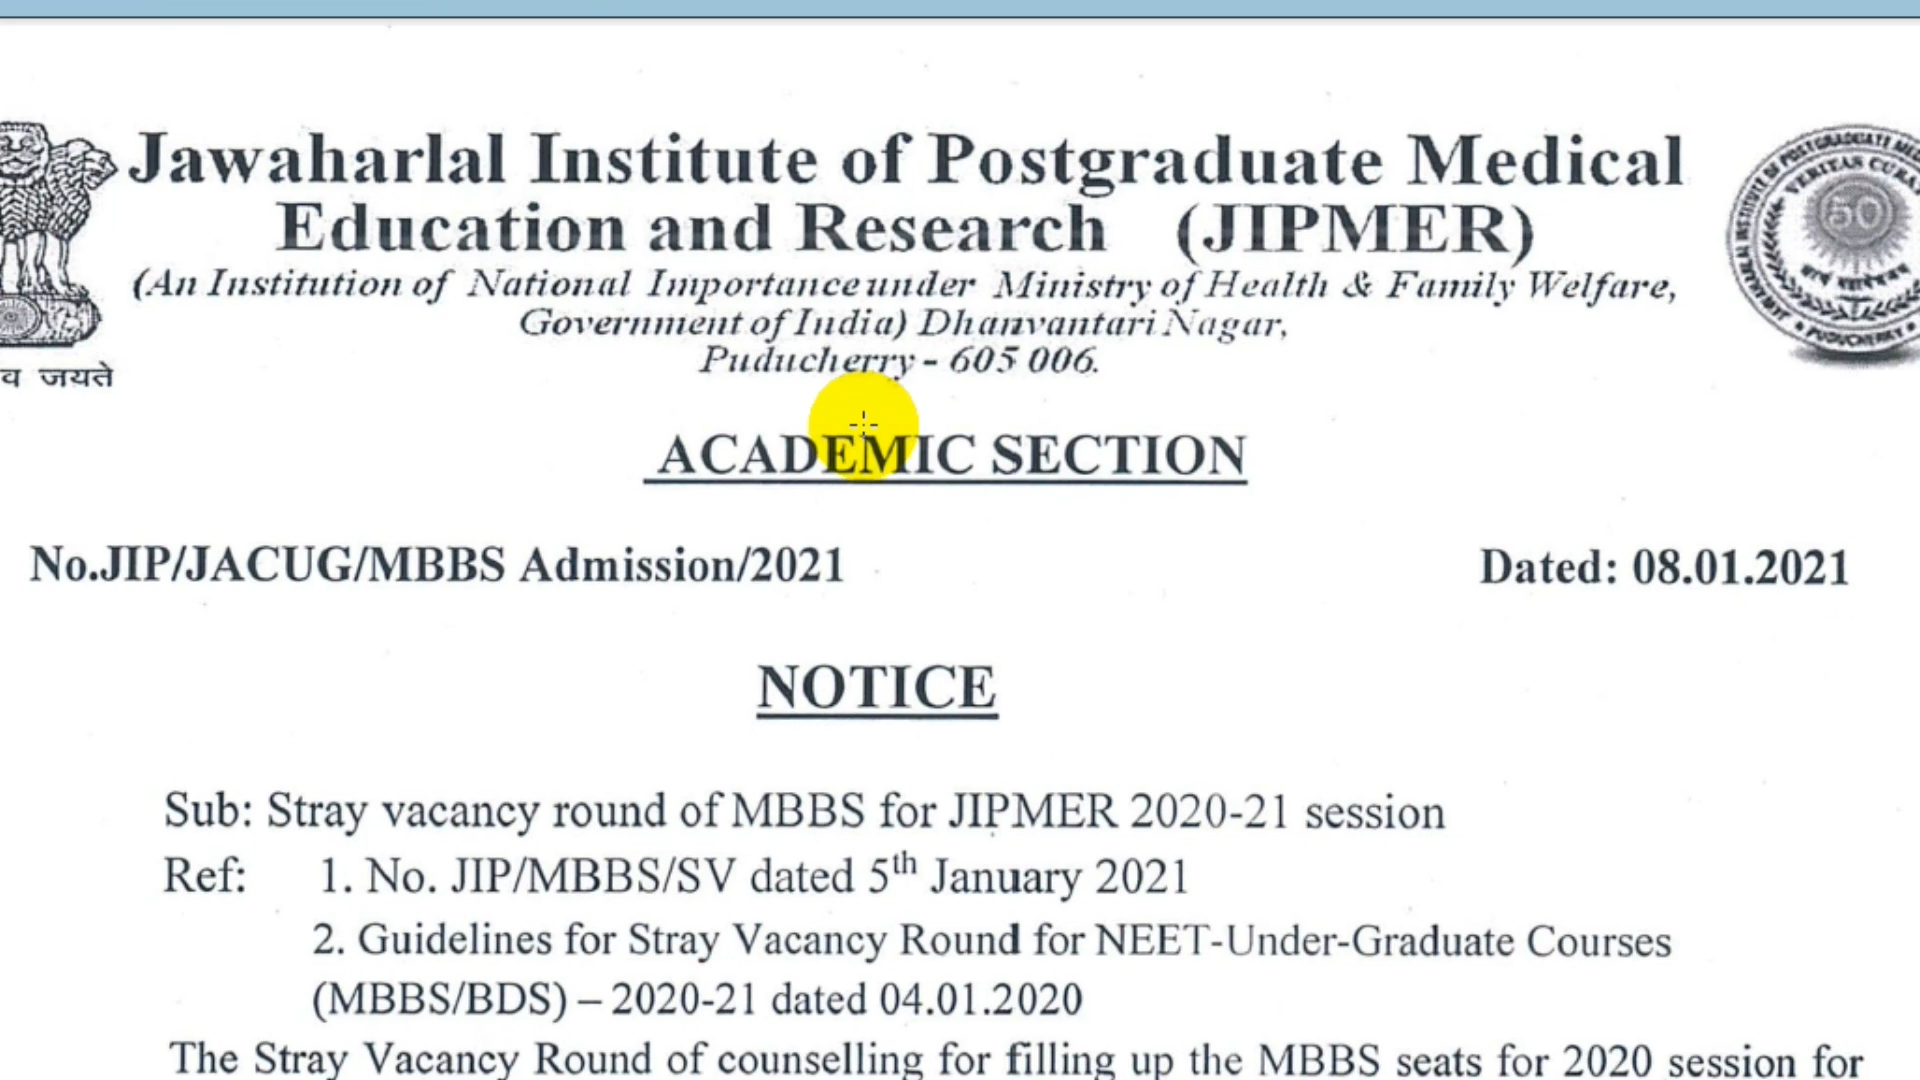 Jawaharlal Institute of Postgraduate Medical
Education and Research (JIPMER)
(An Institution of National Importance under Ministry of Health & Family Welfare,
Government of India) Dhanvantari Nagar,
Puducherry - 605 006.
व जयते
50
PUDUCHERRY
ACADEMIC SECTION
No.JIP/JACUG/MBBS Admission/2021 Dated: 08.01.2021
NOTICE
Sub: Stray vacancy round of MBBS for JIPMER 2020-21 session
Ref: 1. No. JIP/MBBS/SV dated 5th January 2021
2. Guidelines for Stray Vacancy Round for NEET-Under-Graduate Courses
(MBBS/BDS) – 2020-21 dated 04.01.2020
The Stray Vacancy Round of counselling for filling up the MBBS seats for 2020 session for